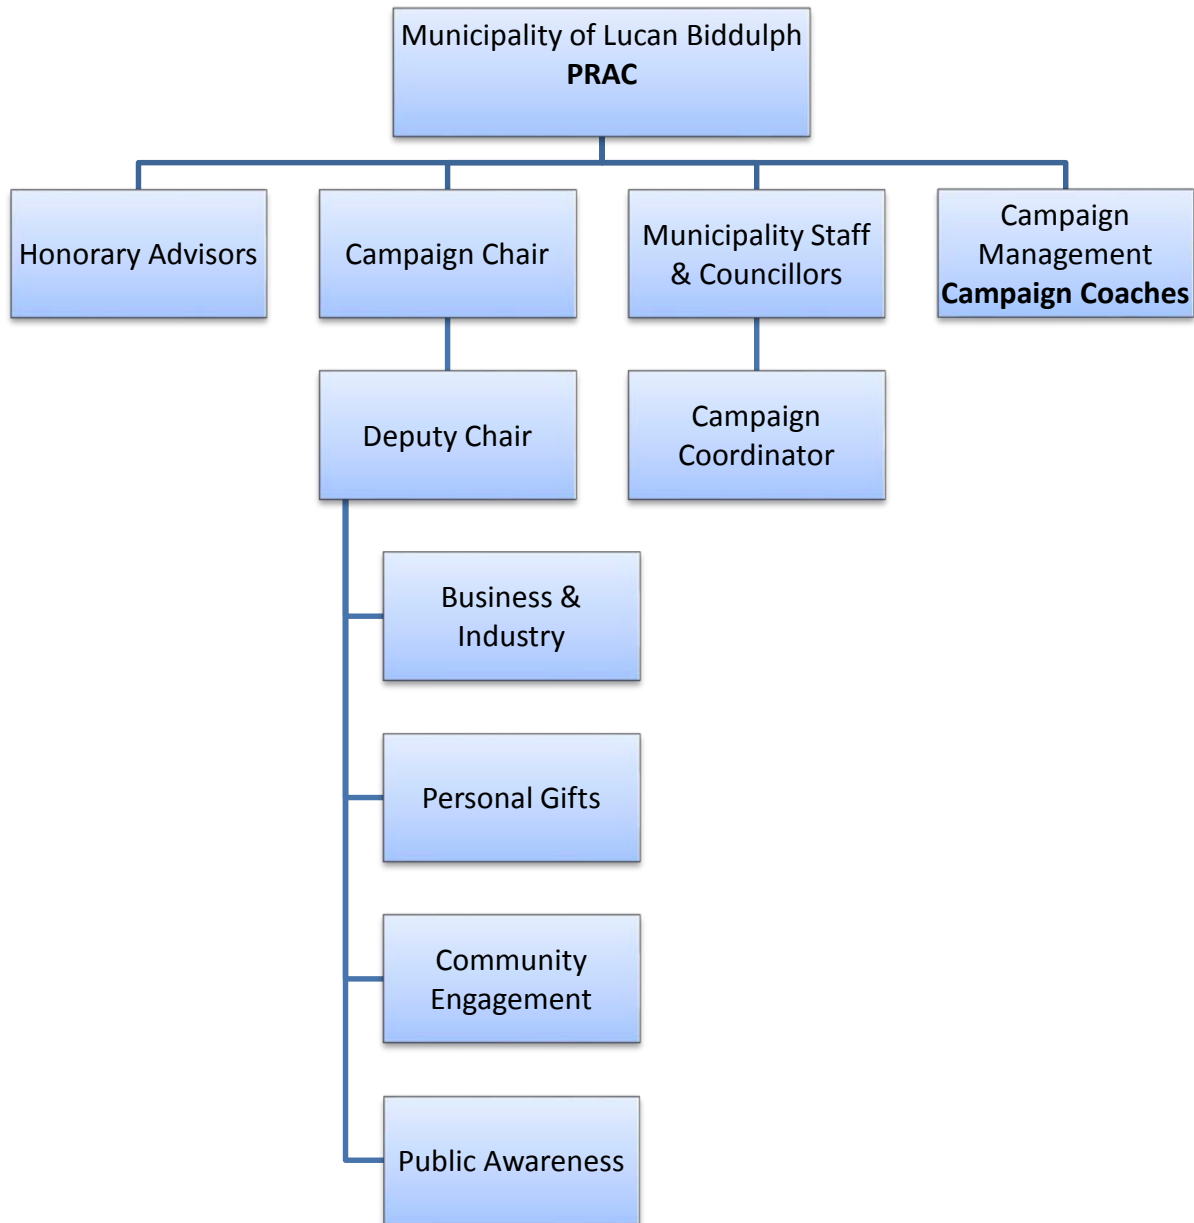 Municipality of Lucan Biddulph
PRAC
Honorary Advisors
Campaign Chair
Municipality Staff
& Councillors
Campaign
Management
Campaign Coaches
Deputy Chair
Campaign
Coordinator
Business &
Industry
Personal Gifts
Community
Engagement
Public Awareness